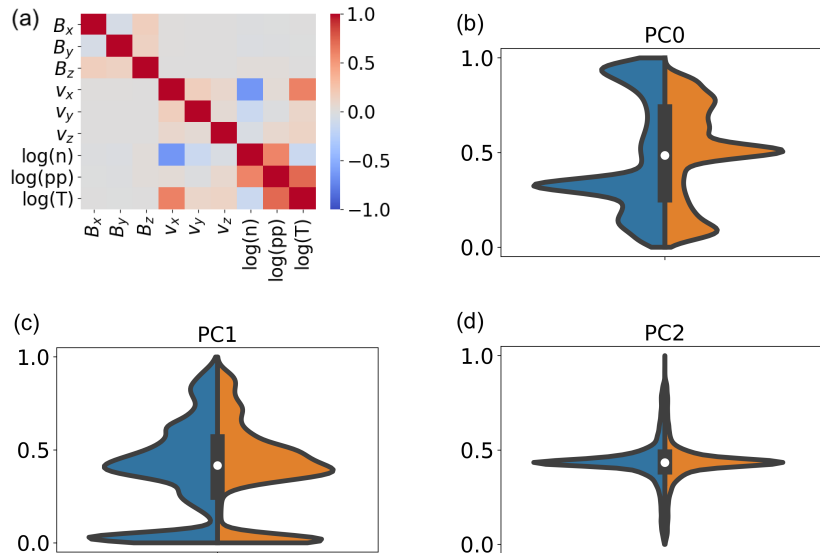 (a)
B_x
B_y
B_z
v_x
v_y
v_z
log(n)
log(pp)
log(T)
B_x
B_y
B_z
v_x
v_y
v_z
log(n)
log(pp)
log(T)
1.0
0.5
0.0
−0.5
−1.0
(b)
PC0
1.0
0.5
0.0
(c)
PC1
1.0
0.5
0.0
(d)
PC2
1.0
0.5
0.0